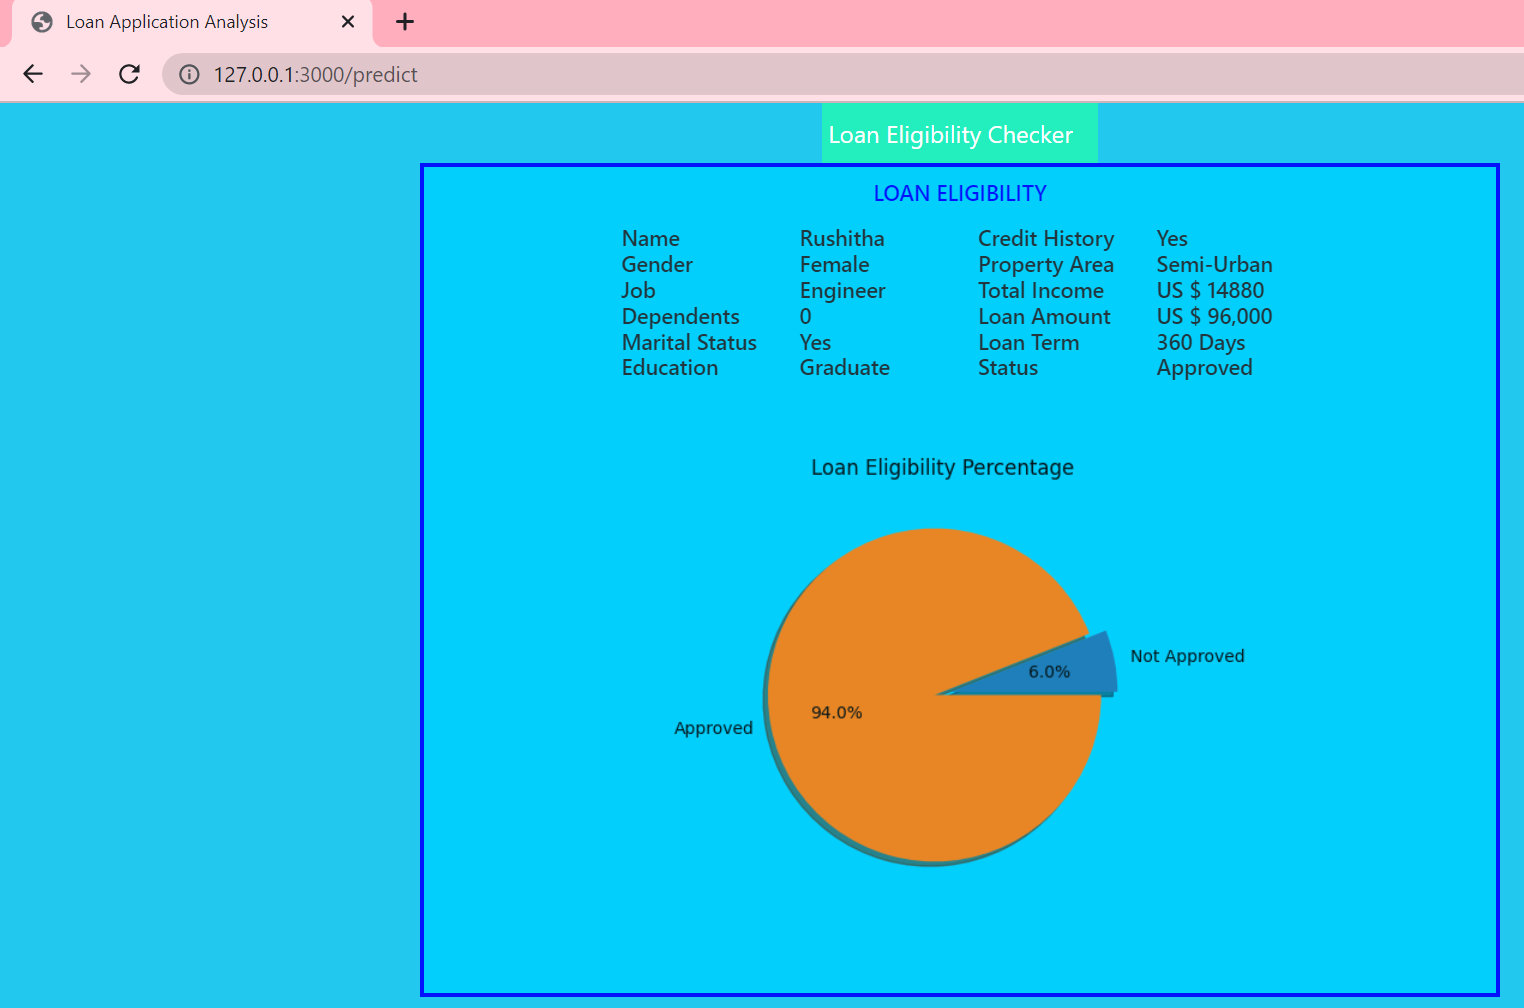 Loan Application Analysis
127.0.0.1:3000/predict
Loan Eligibility Checker
LOAN ELIGIBILITY
Name Rushitha Credit History Yes
Gender Female Property Area Semi-Urban
Job Engineer Total Income US $ 14880
Dependents 0 Loan Amount US $ 96,000
Marital Status Yes Loan Term 360 Days
Education Graduate Status Approved
Loan Eligibility Percentage
Not Approved
6.0%
94.0%
Approved